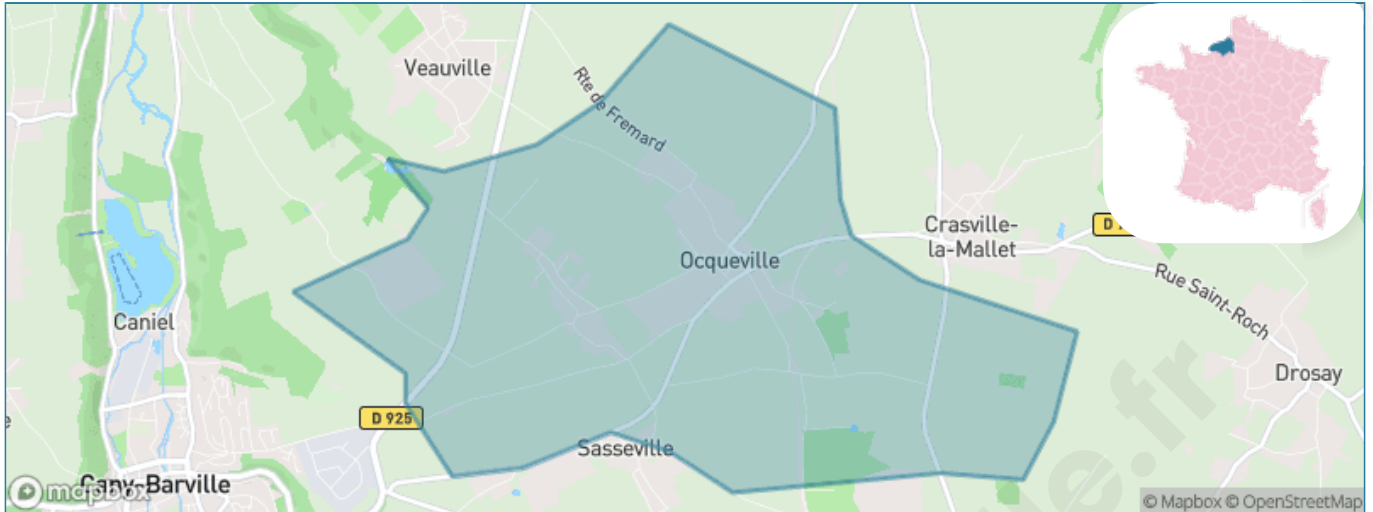 Veauville
Rte de Fremard
Crasville-
la-Mallet
Ocqueville
Rue Saint-Roch
Caniel
Drosay
D 925
Sasseville
Cany-Barville
mapbox
© Mapbox © OpenStreetMap